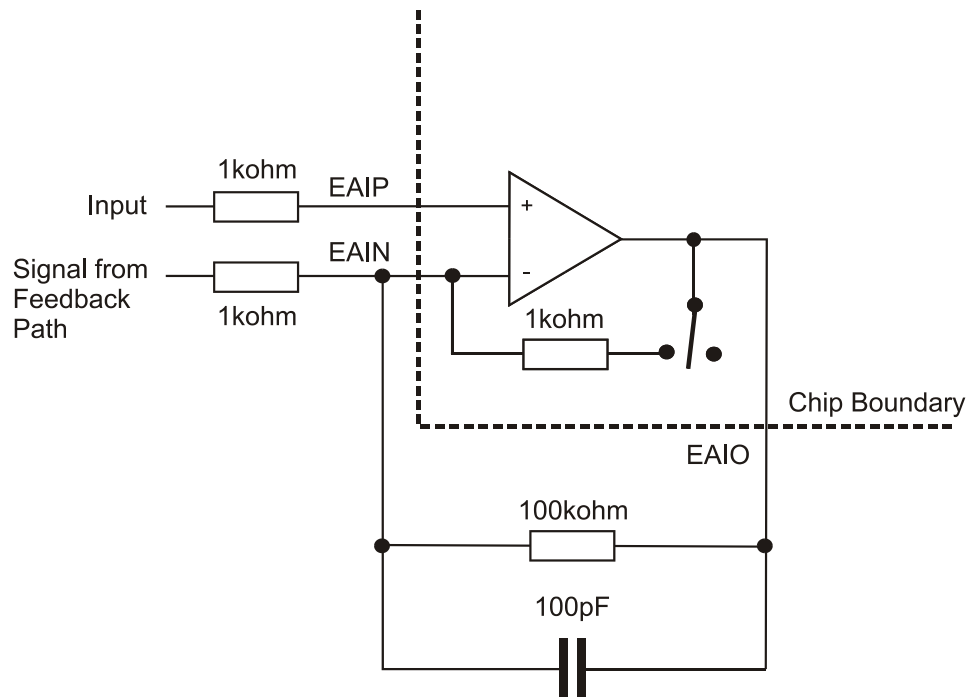 1kohm
EAIP
Input
+
EAIN
Signal from
Feedback
Path
1kohm
-
1kohm
Chip Boundary
EAIO
100kohm
100pF